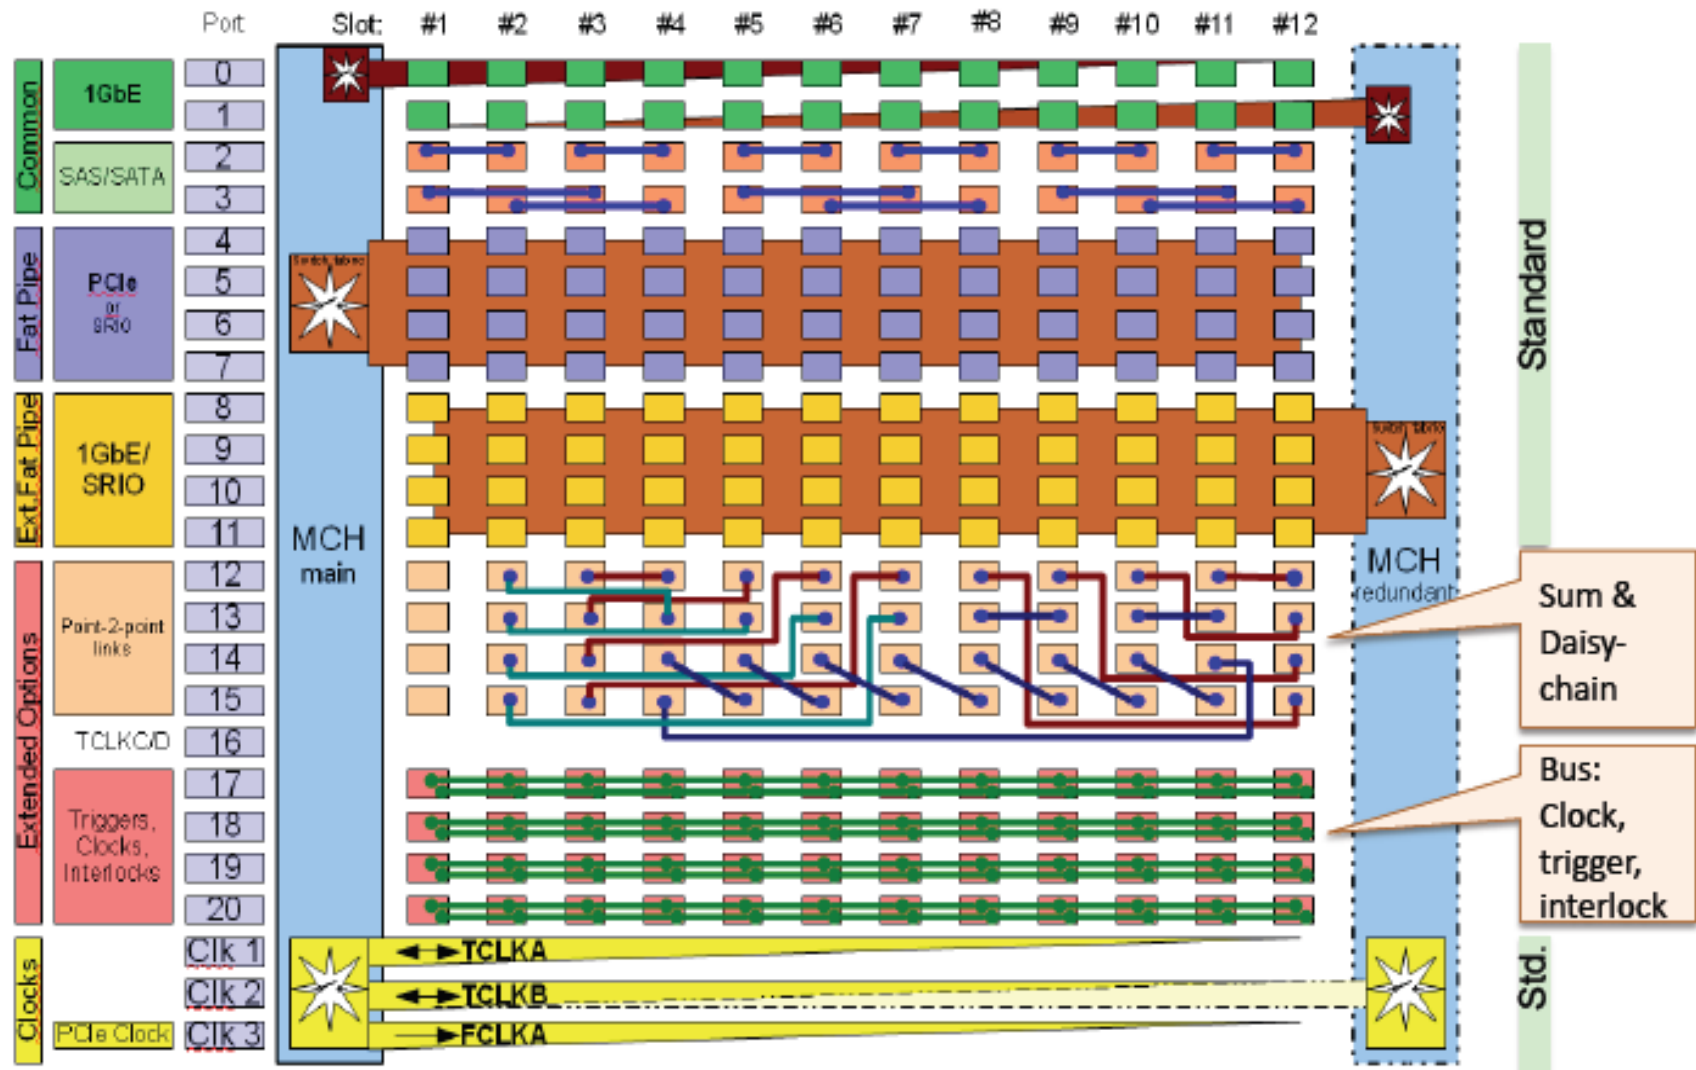 Port Slot: #1 #2 #3 #4 #5 #6 #7 #8 #9 #10 #11 #12
Common
1GbE
0
1
SAS/SATA
2
3
Fat Pipe
PCIe
or
SRIO
4
5
6
7
Switch fabric
Ext.Fat Pipe
1GbE/
SRIO
8
9
10
11
Switch fabric
MCH
main
MCH
redundant
Extended Options
Point-2-point
links
12
13
14
15
TCLKC/D
16
Triggers,
Clocks,
Interlocks
17
18
19
20
Clocks
Clk 1
TCLKA
Clk 2
TCLKB
PCIe Clock
Clk 3
FCLKA
Standard
Sum &
Daisy-
chain
Bus:
Clock,
trigger,
interlock
Std.